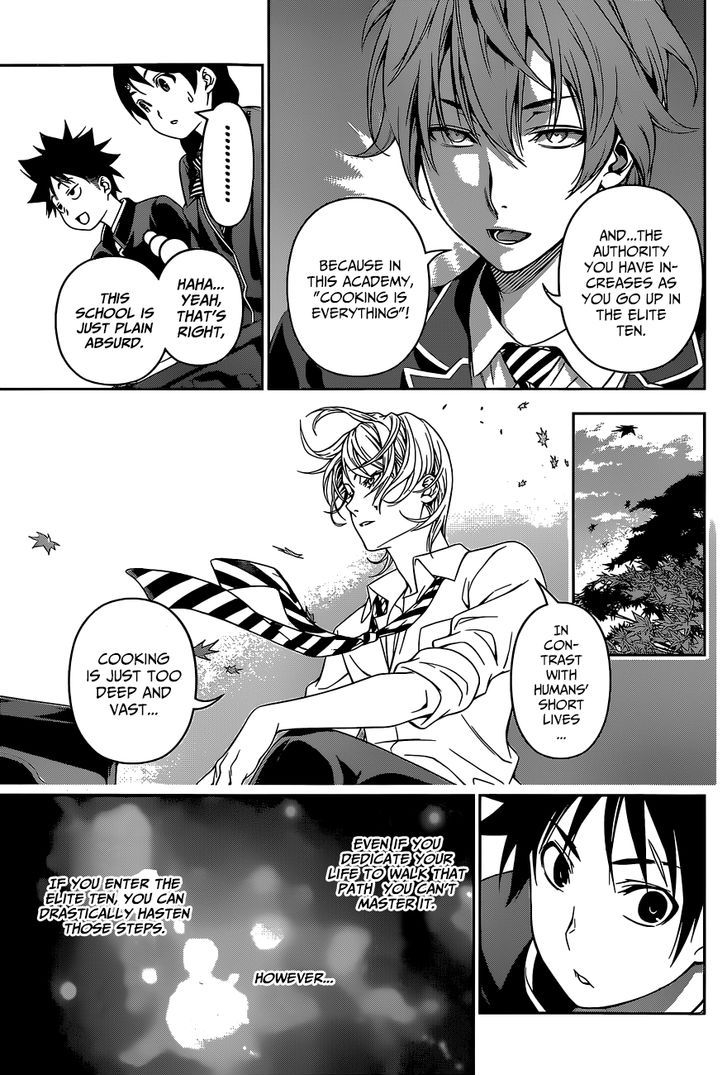 AND...THE
AUTHORITY
YOU HAVE IN-
CREASES AS
YOU GO UP IN
THE ELITE
TEN.
BECAUSE IN
THIS ACADEMY,
"COOKING IS
EVERYTHING"!
........
HAHA...
YEAH,
THAT'S
RIGHT,
THIS
SCHOOL IS
JUST PLAIN
ABSURD.
IN
CON-
TRAST
WITH
HUMANS'
SHORT
LIVES
...
COOKING
IS JUST TOO
DEEP AND
VAST...
EVEN IF YOU
DEDICATE YOUR
LIFE TO WALK THAT
PATH YOU CAN'T
MASTER IT.
IF YOU ENTER THE
ELITE TEN, YOU CAN
DRASTICALLY HASTEN
THOSE STEPS.
HOWEVER...